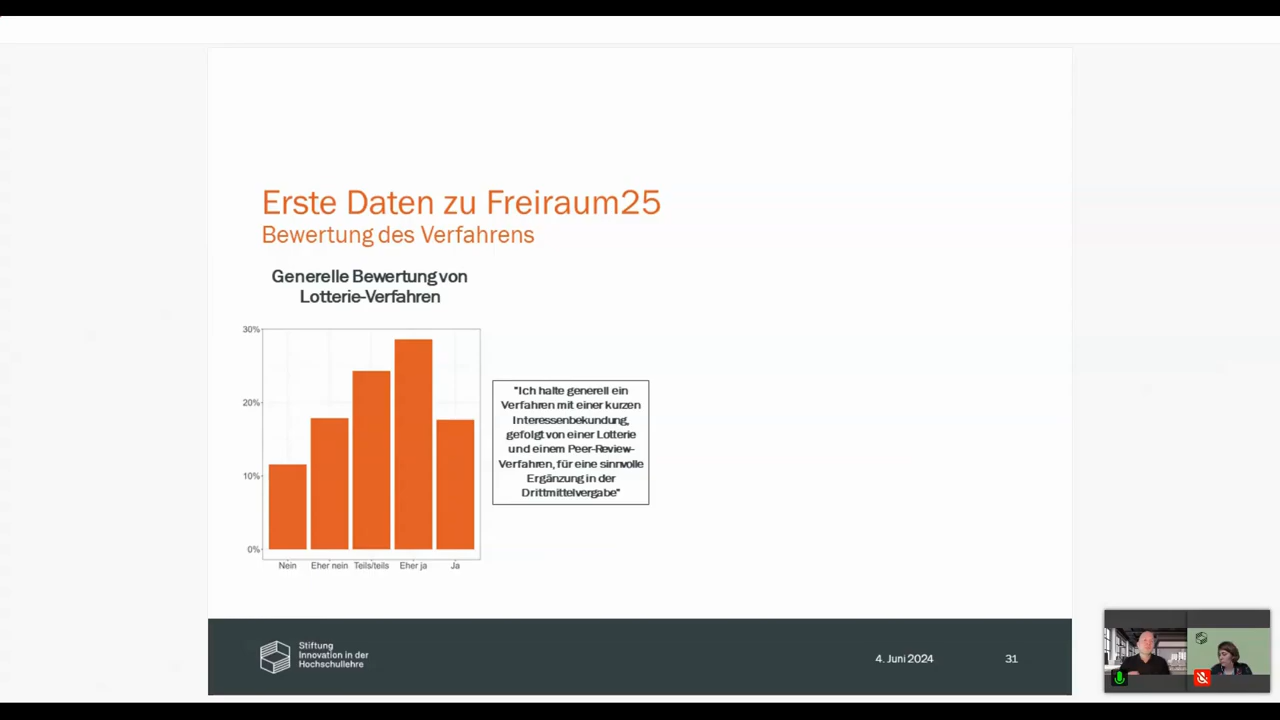 Erste Daten zu Freiraum25
Bewertung des Verfahrens
Generelle Bewertung von
Lotterie-Verfahren
30%
20%
10%
0%
Nein Eher nein Teils/teils Eher ja Ja
"Ich halte generell ein
Verfahren mit einer kurzen
Interessenbekundung,
gefolgt von einer Lotterie
und einem Peer-Review-
Verfahren, für eine sinnvolle
Ergänzung in der
Drittmittelvergabe"
Stiftung
Innovation in der
Hochschullehre
4. Juni 2024
31